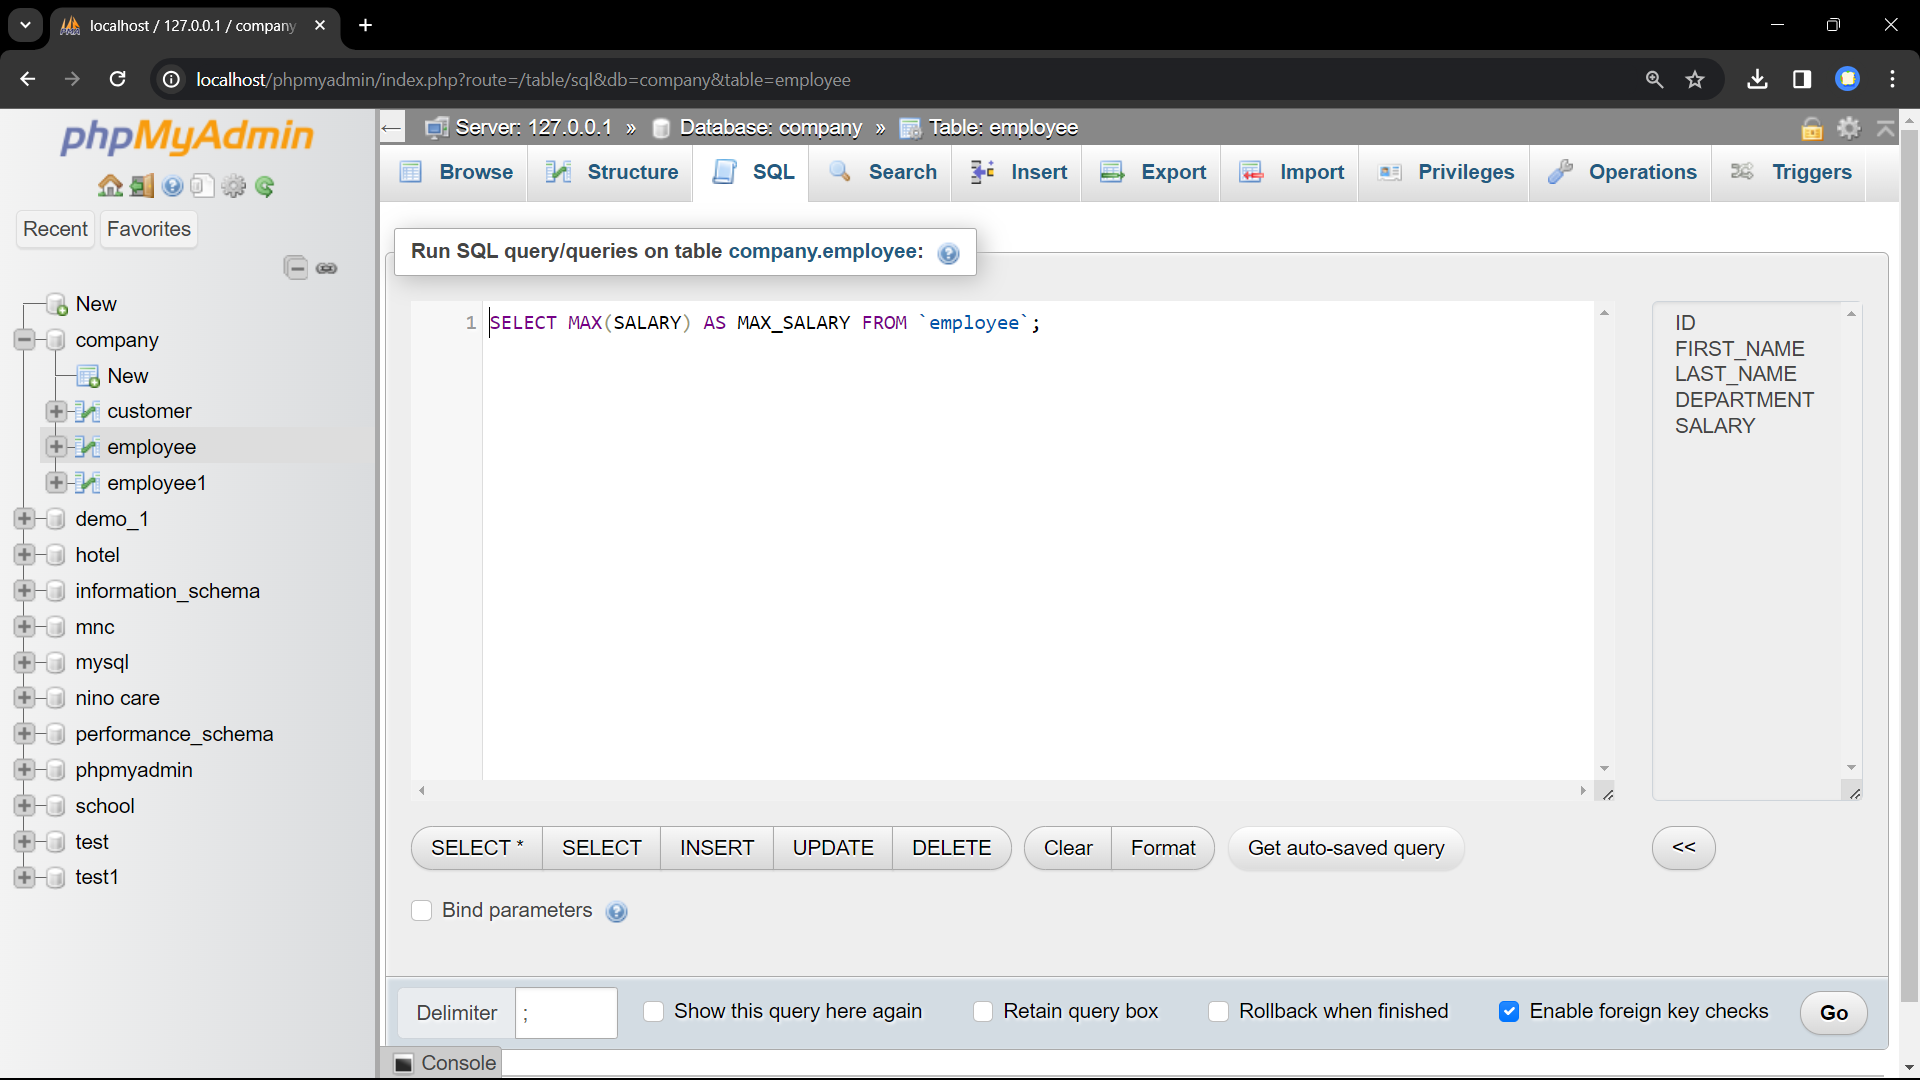 localhost / 127.0.0.1 / company
localhost/phpmyadmin/index.php?route=/table/sql&db=company&table=employee
phpMyAdmin
Recent
Favorites
New
company
New
customer
employee
employee1
demo_1
hotel
information_schema
mnc
mysql
nino care
performance_schema
phpmyadmin
school
test
test1
Server: 127.0.0.1 » Database: company » Table: employee
Browse Structure SQL Search Insert Export Import Privileges Operations Triggers
Run SQL query/queries on table company.employee:
1 SELECT MAX(SALARY) AS MAX_SALARY FROM `employee`;
ID
FIRST_NAME
LAST_NAME
DEPARTMENT
SALARY
SELECT * SELECT INSERT UPDATE DELETE Clear Format Get auto-saved query <<
Bind parameters
Delimiter ; Show this query here again Retain query box Rollback when finished Enable foreign key checks Go
Console